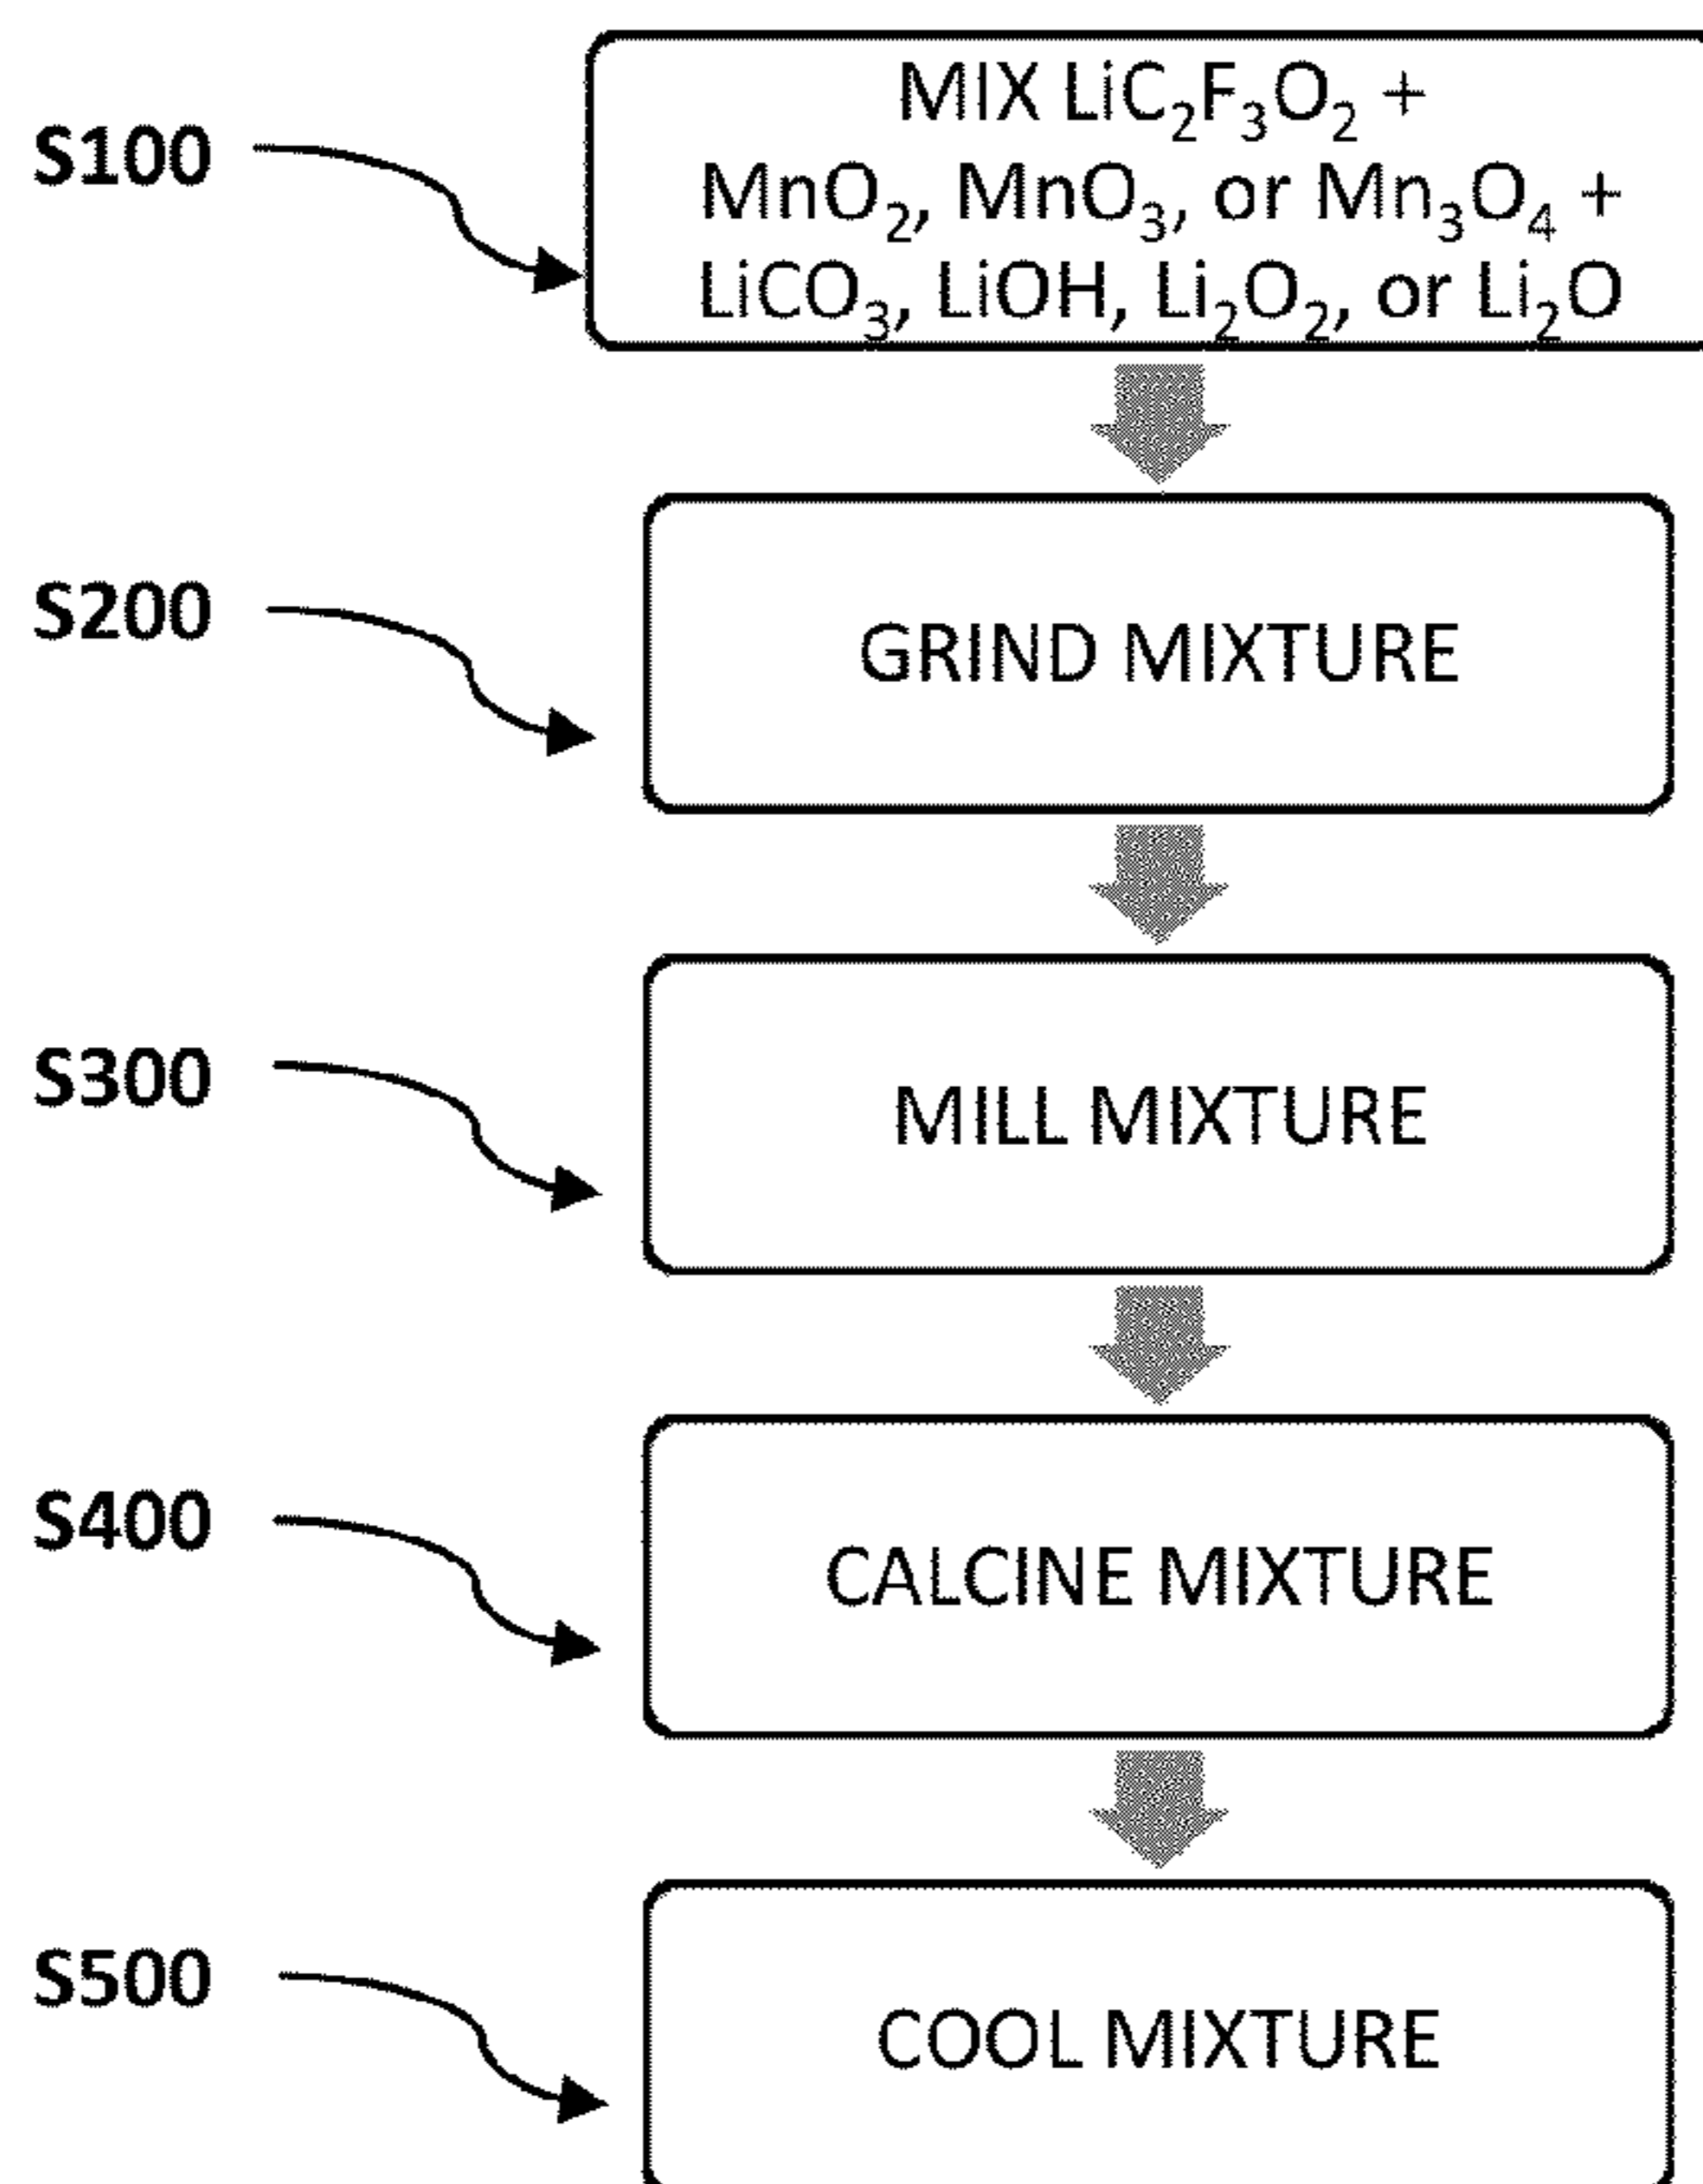 S100
MIX LiC₂F₃O₂ +
MnO₂, MnO₃, or Mn₃O₄ +
LiCO₃, LiOH, Li₂O₂, or Li₂O
S200
GRIND MIXTURE
S300
MILL MIXTURE
S400
CALCINE MIXTURE
S500
COOL MIXTURE